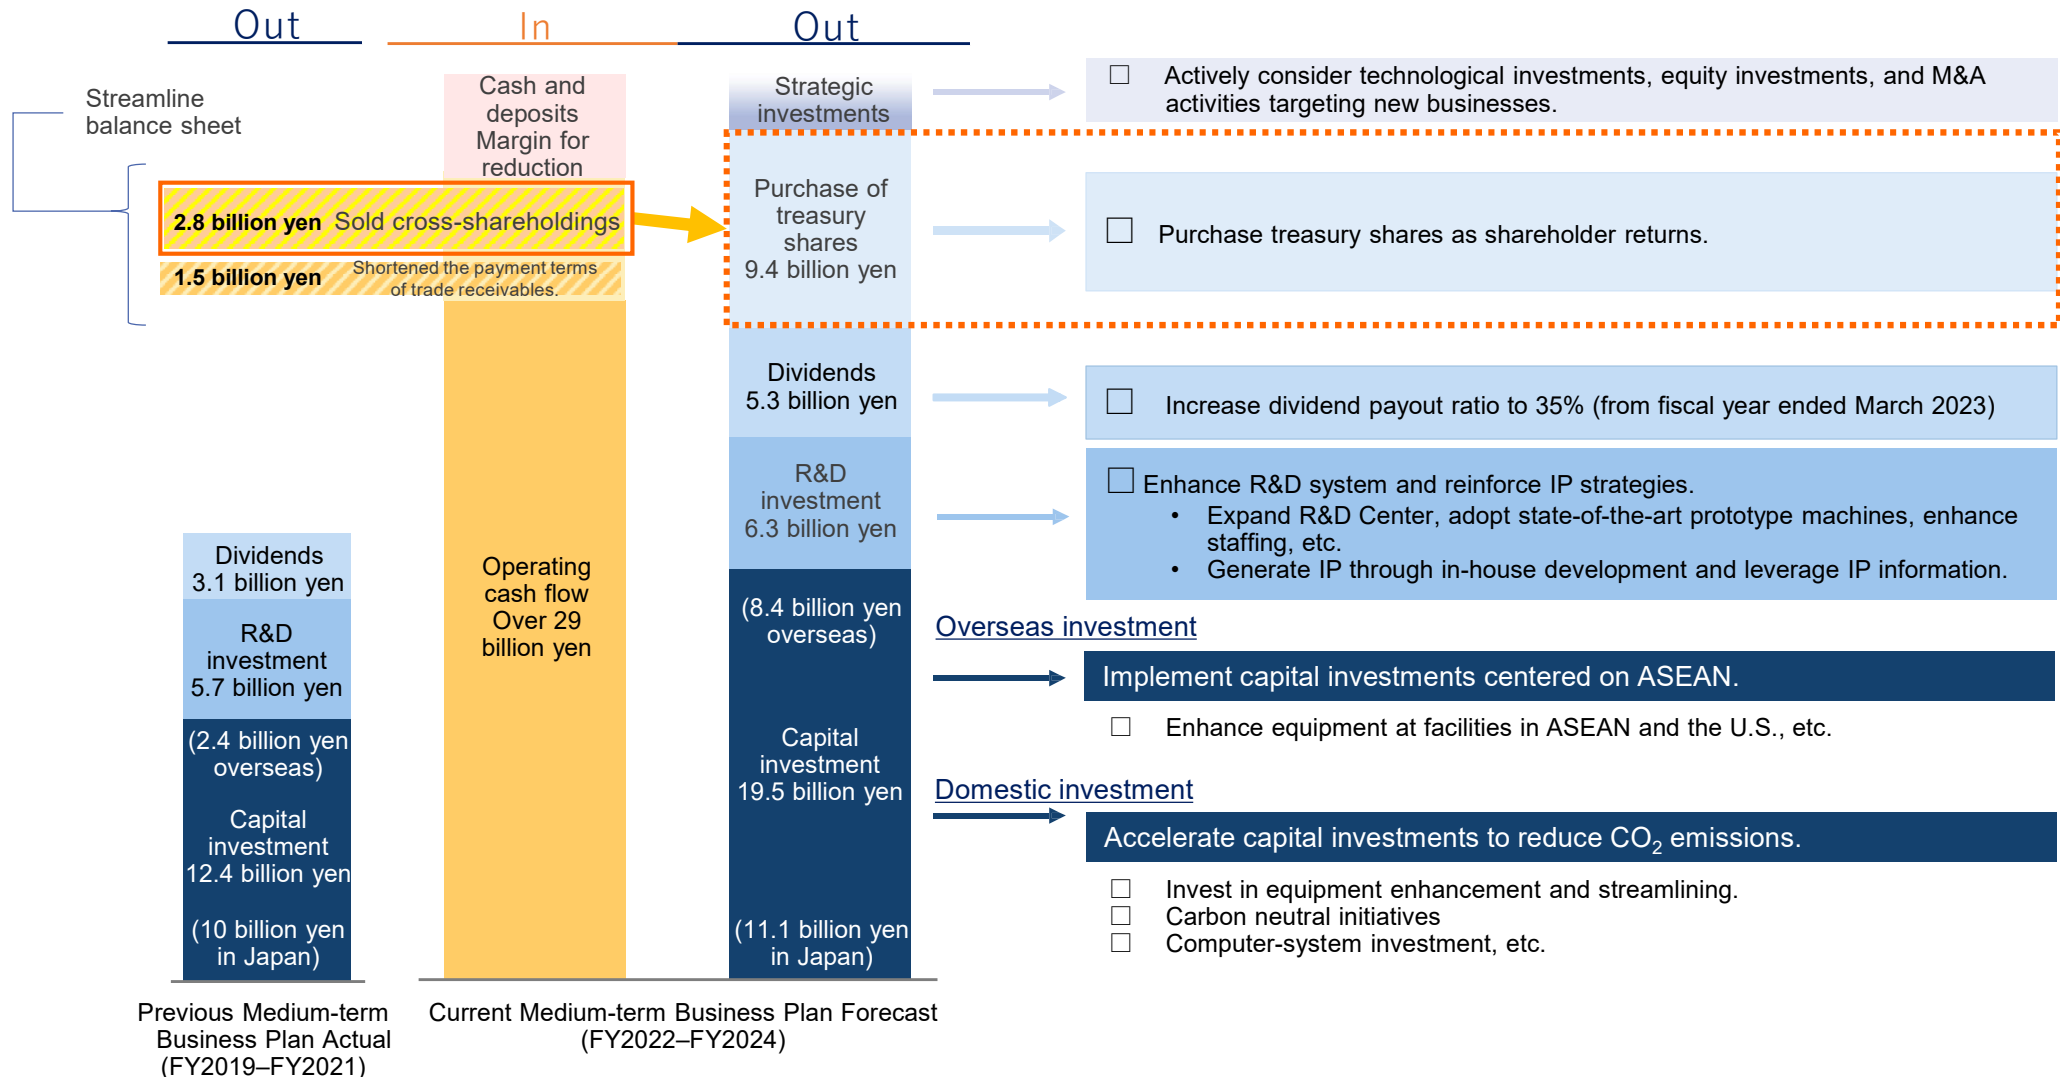 Out
In
Out
Streamline
balance sheet
2.8 billion yen
Sold cross-shareholdings
1.5 billion yen
Shortened the payment terms
of trade receivables.
Dividends
3.1 billion yen
R&D
investment
5.7 billion yen
(2.4 billion yen
overseas)
Capital
investment
12.4 billion yen
(10 billion yen
in Japan)
Previous Medium-term
Business Plan Actual
(FY2019–FY2021)
Cash and
deposits
Margin for
reduction
Operating
cash flow
Over 29
billion yen
Strategic
investments
Purchase of
treasury
shares
9.4 billion yen
Dividends
5.3 billion yen
R&D
investment
6.3 billion yen
(8.4 billion yen
overseas)
Capital
investment
19.5 billion yen
(11.1 billion yen
in Japan)
Current Medium-term Business Plan Forecast
(FY2022–FY2024)
□ Actively consider technological investments, equity investments, and M&A
activities targeting new businesses.
□ Purchase treasury shares as shareholder returns.
□ Increase dividend payout ratio to 35% (from fiscal year ended March 2023)
□ Enhance R&D system and reinforce IP strategies.
• Expand R&D Center, adopt state-of-the-art prototype machines, enhance
staffing, etc.
• Generate IP through in-house development and leverage IP information.
Overseas investment
Implement capital investments centered on ASEAN.
□ Enhance equipment at facilities in ASEAN and the U.S., etc.
Domestic investment
Accelerate capital investments to reduce CO₂ emissions.
□ Invest in equipment enhancement and streamlining.
□ Carbon neutral initiatives
□ Computer-system investment, etc.